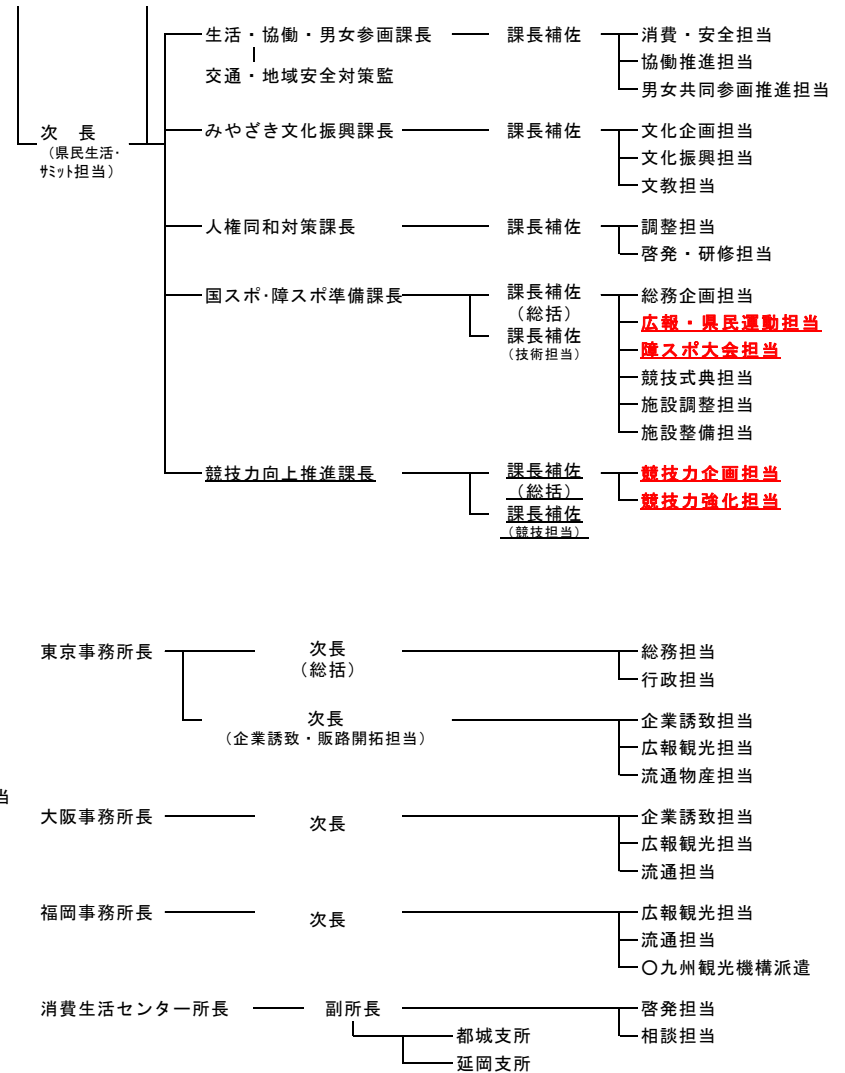 生活・協働・男女参画課長 課長補佐 消費・安全担当
協働推進担当
交通・地域安全対策監
男女共同参画推進担当
次 長
（県民生活・
ｻﾐｯﾄ担当）
みやざき文化振興課長 課長補佐 文化企画担当
文化振興担当
文教担当
人権同和対策課長 課長補佐 調整担当
啓発・研修担当
国スポ･障スポ準備課長 課長補佐 総務企画担当
（総括） 広報・県民運動担当
課長補佐 障スポ大会担当
（技術担当）
競技式典担当
施設調整担当
施設整備担当
競技力向上推進課長 課長補佐 競技力企画担当
（総括） 競技力強化担当
課長補佐
（競技担当）
東京事務所長 次長 総務担当
（総括） 行政担当
次長 企業誘致担当
（企業誘致・販路開拓担当） 広報観光担当
流通物産担当
当
大阪事務所長 次長 企業誘致担当
広報観光担当
流通担当
福岡事務所長 次長 広報観光担当
流通担当
○九州観光機構派遣
消費生活センター所長 副所長 啓発担当
都城支所 相談担当
延岡支所